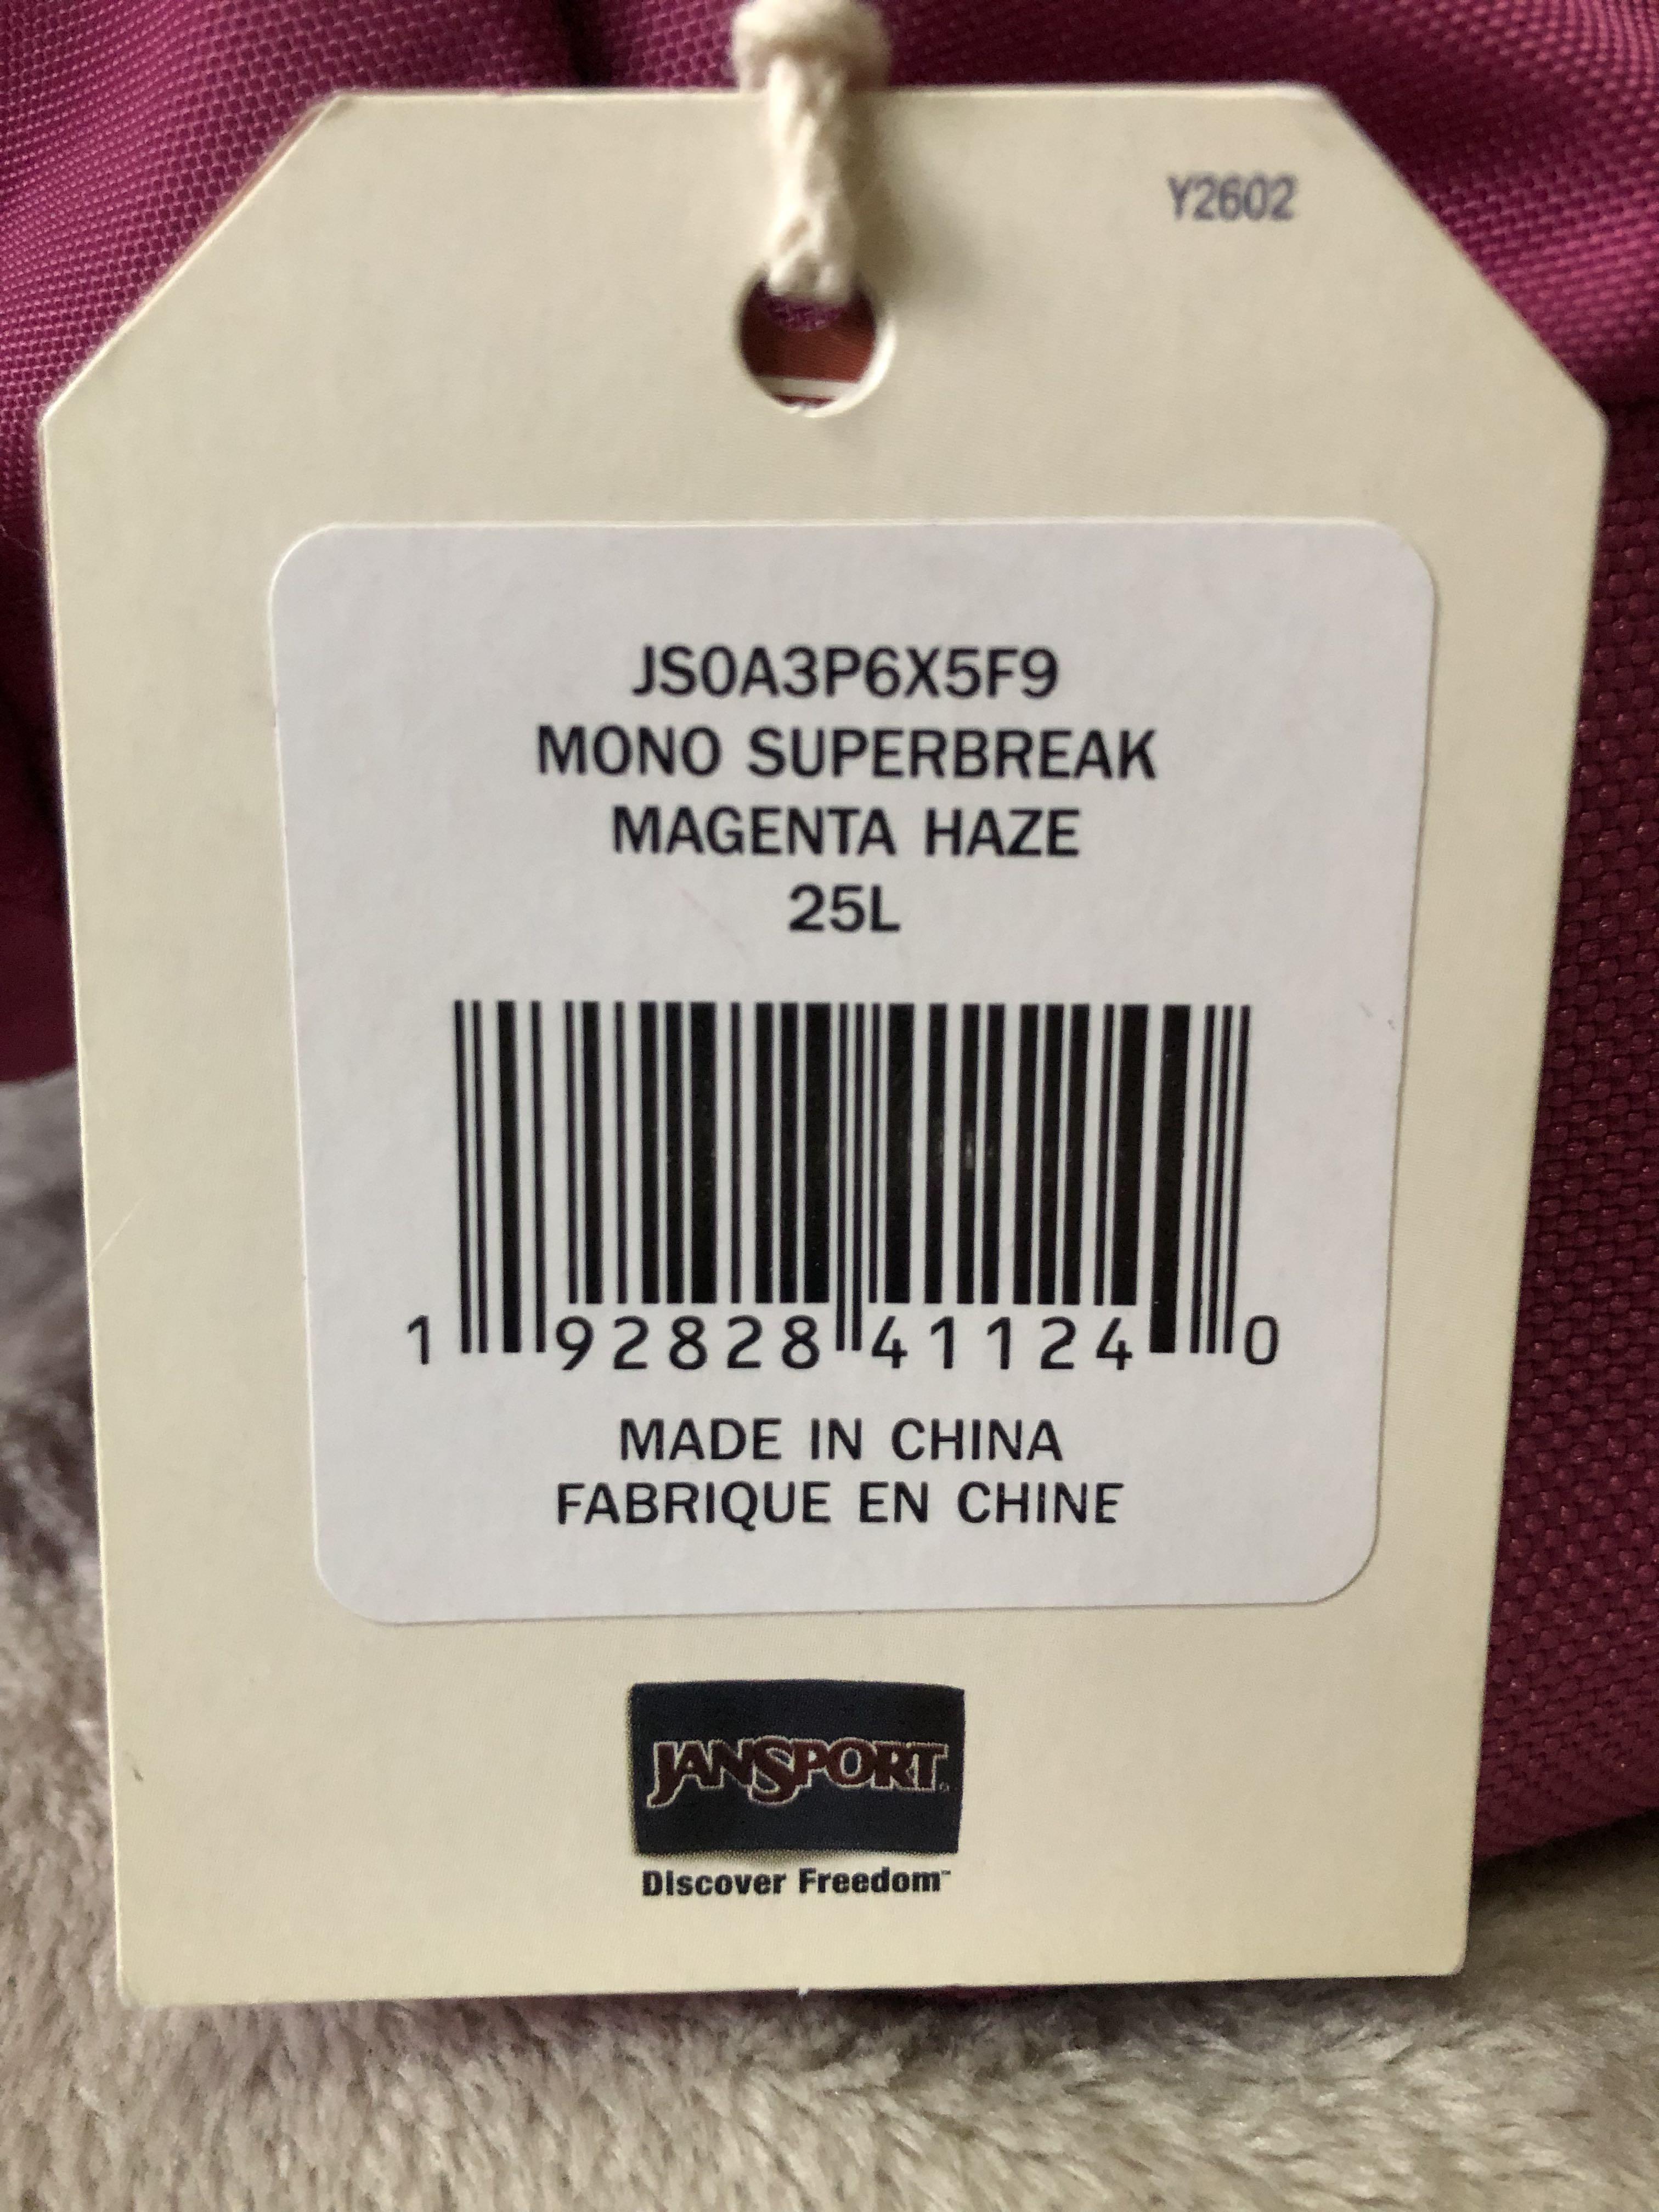 Y2602
JS0A3P6X5F9
MONO SUPERBREAK
MAGENTA HAZE
25L
1 92828 41124 0
MADE IN CHINA
FABRIQUE EN CHINE
JANSPORT®
Discover Freedom™